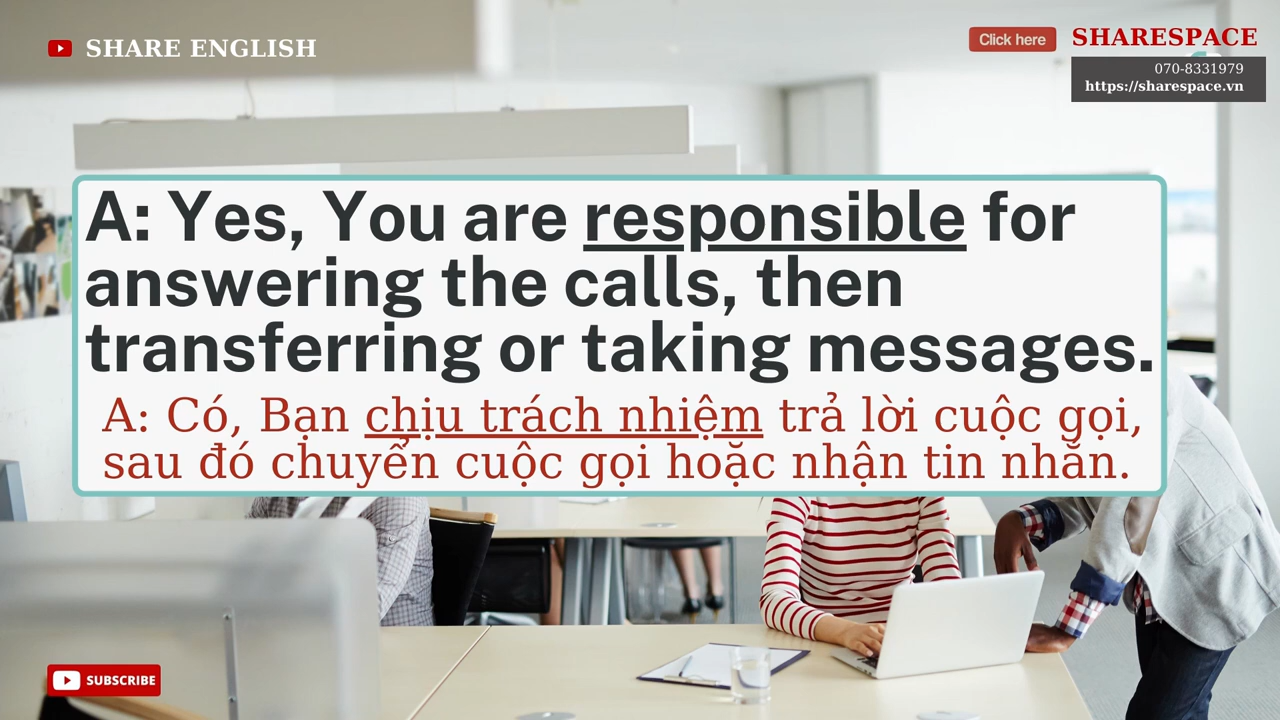 SHARE ENGLISH
Click here
SHARESPACE
070-8331979
https://sharespace.vn
A: Yes, You are responsible for
answering the calls, then
transferring or taking messages.
A: Có, Bạn chịu trách nhiệm trả lời cuộc gọi,
sau đó chuyển cuộc gọi hoặc nhận tin nhắn.
SUBSCRIBE